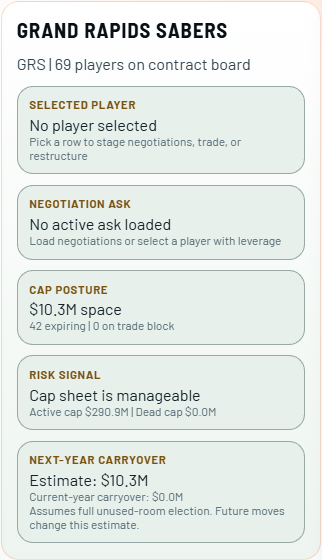 GRAND RAPIDS SABERS
GRS | 69 players on contract board
SELECTED PLAYER
No player selected
Pick a row to stage negotiations, trade, or
restructure
NEGOTIATION ASK
No active ask loaded
Load negotiations or select a player with leverage
CAP POSTURE
$10.3M space
42 expiring | 0 on trade block
RISK SIGNAL
Cap sheet is manageable
Active cap $290.9M | Dead cap $0.0M
NEXT-YEAR CARRYOVER
Estimate: $10.3M
Current-year carryover: $0.0M
Assumes full unused-room election. Future moves
change this estimate.